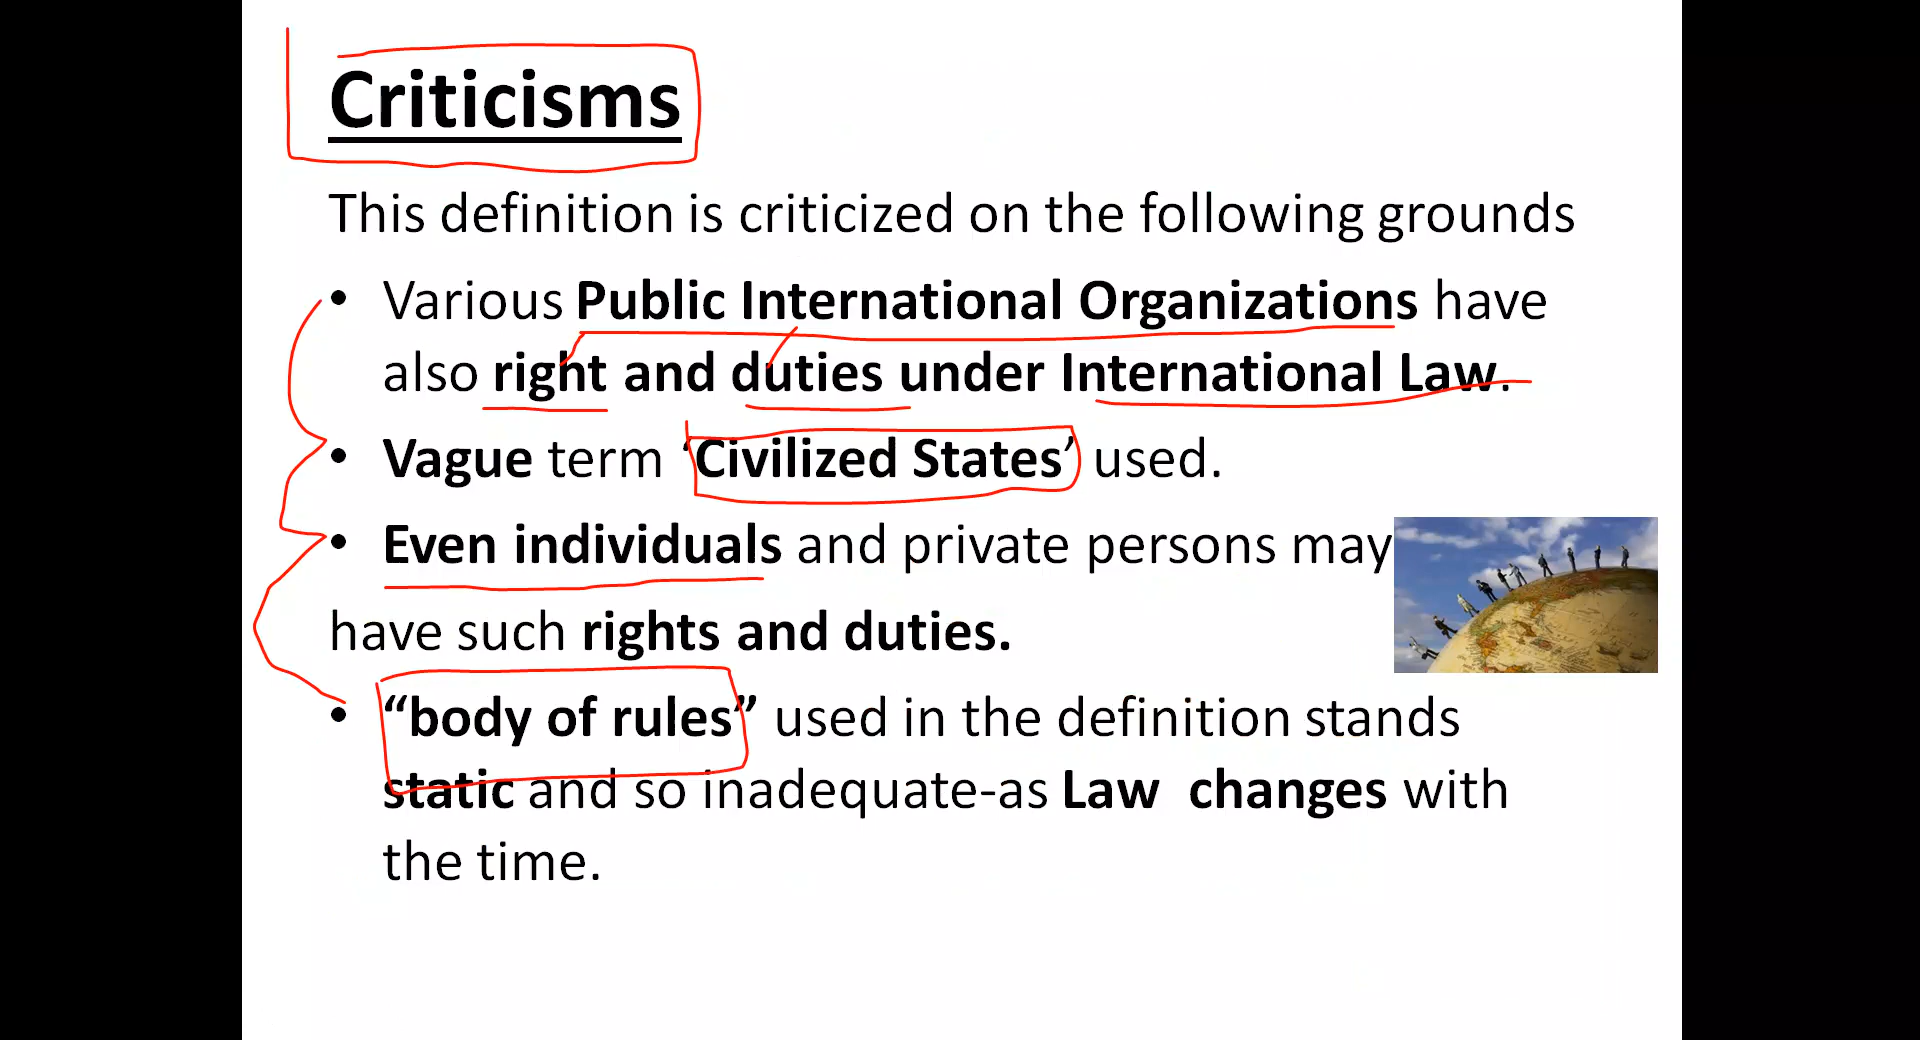 Criticisms
This definition is criticized on the following grounds
• Various Public International Organizations have
also right and duties under International Law.
• Vague term ‘Civilized States’ used.
• Even individuals and private persons may
have such rights and duties.
• “body of rules” used in the definition stands
static and so inadequate-as Law changes with
the time.